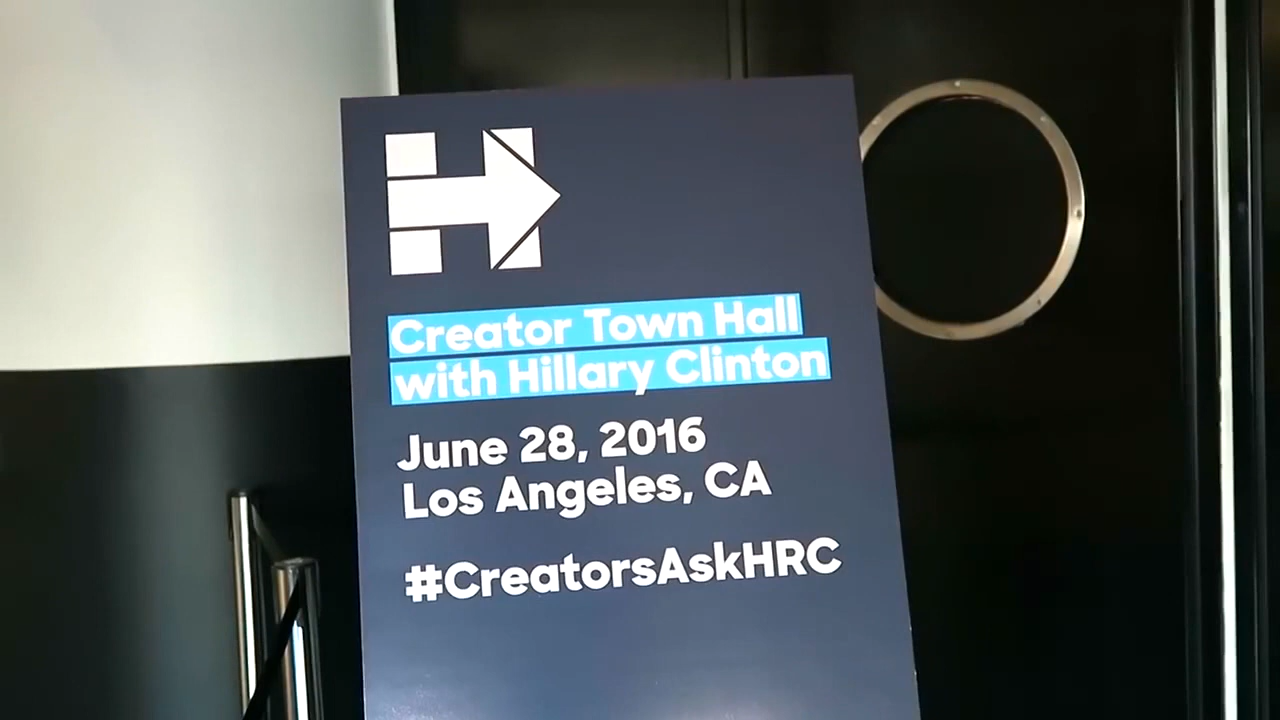 Creator Town Hall
with Hillary Clinton
June 28, 2016
Los Angeles, CA
#CreatorsAskHRC